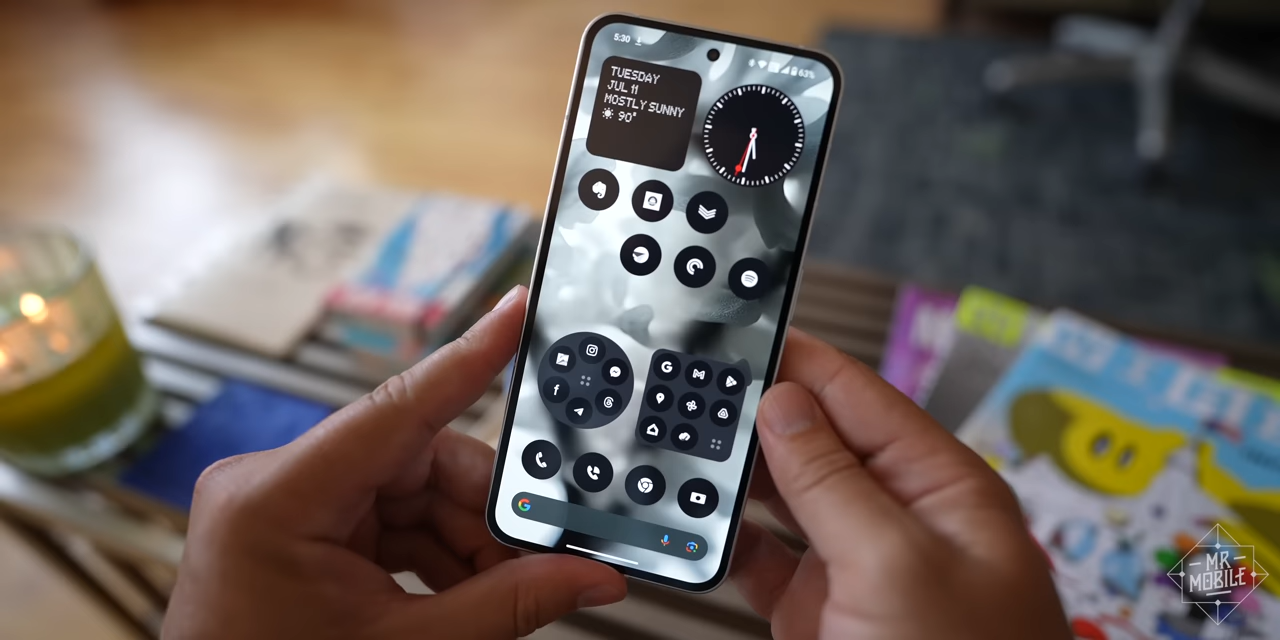 5:30
63%
TUESDAY
JUL 11
MOSTLY SUNNY
90°
MR
MOBILE